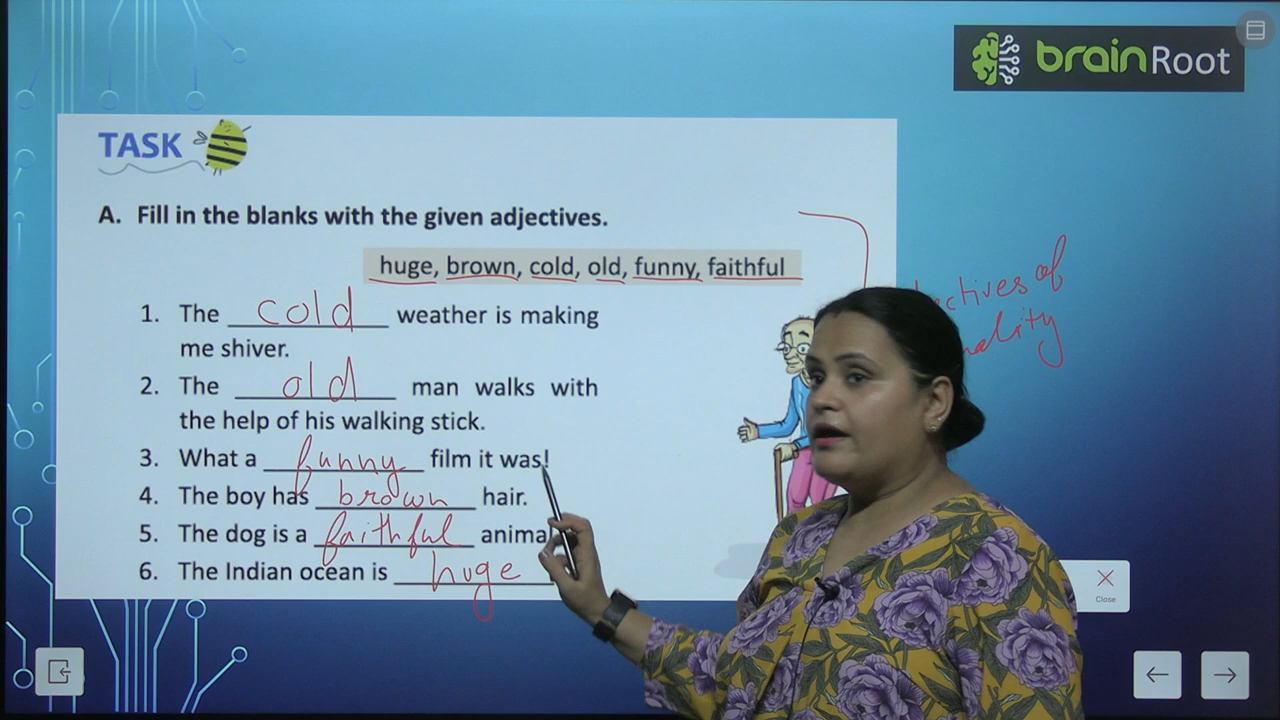 brainRoot
TASK
A. Fill in the blanks with the given adjectives.
huge, brown, cold, old, funny, faithful
1. The cold weather is making
me shiver.
2. The old man walks with
the help of his walking stick.
3. What a funny film it was!
4. The boy has brown hair.
5. The dog is a faithful
6. The Indian ocean is huge
of
Close